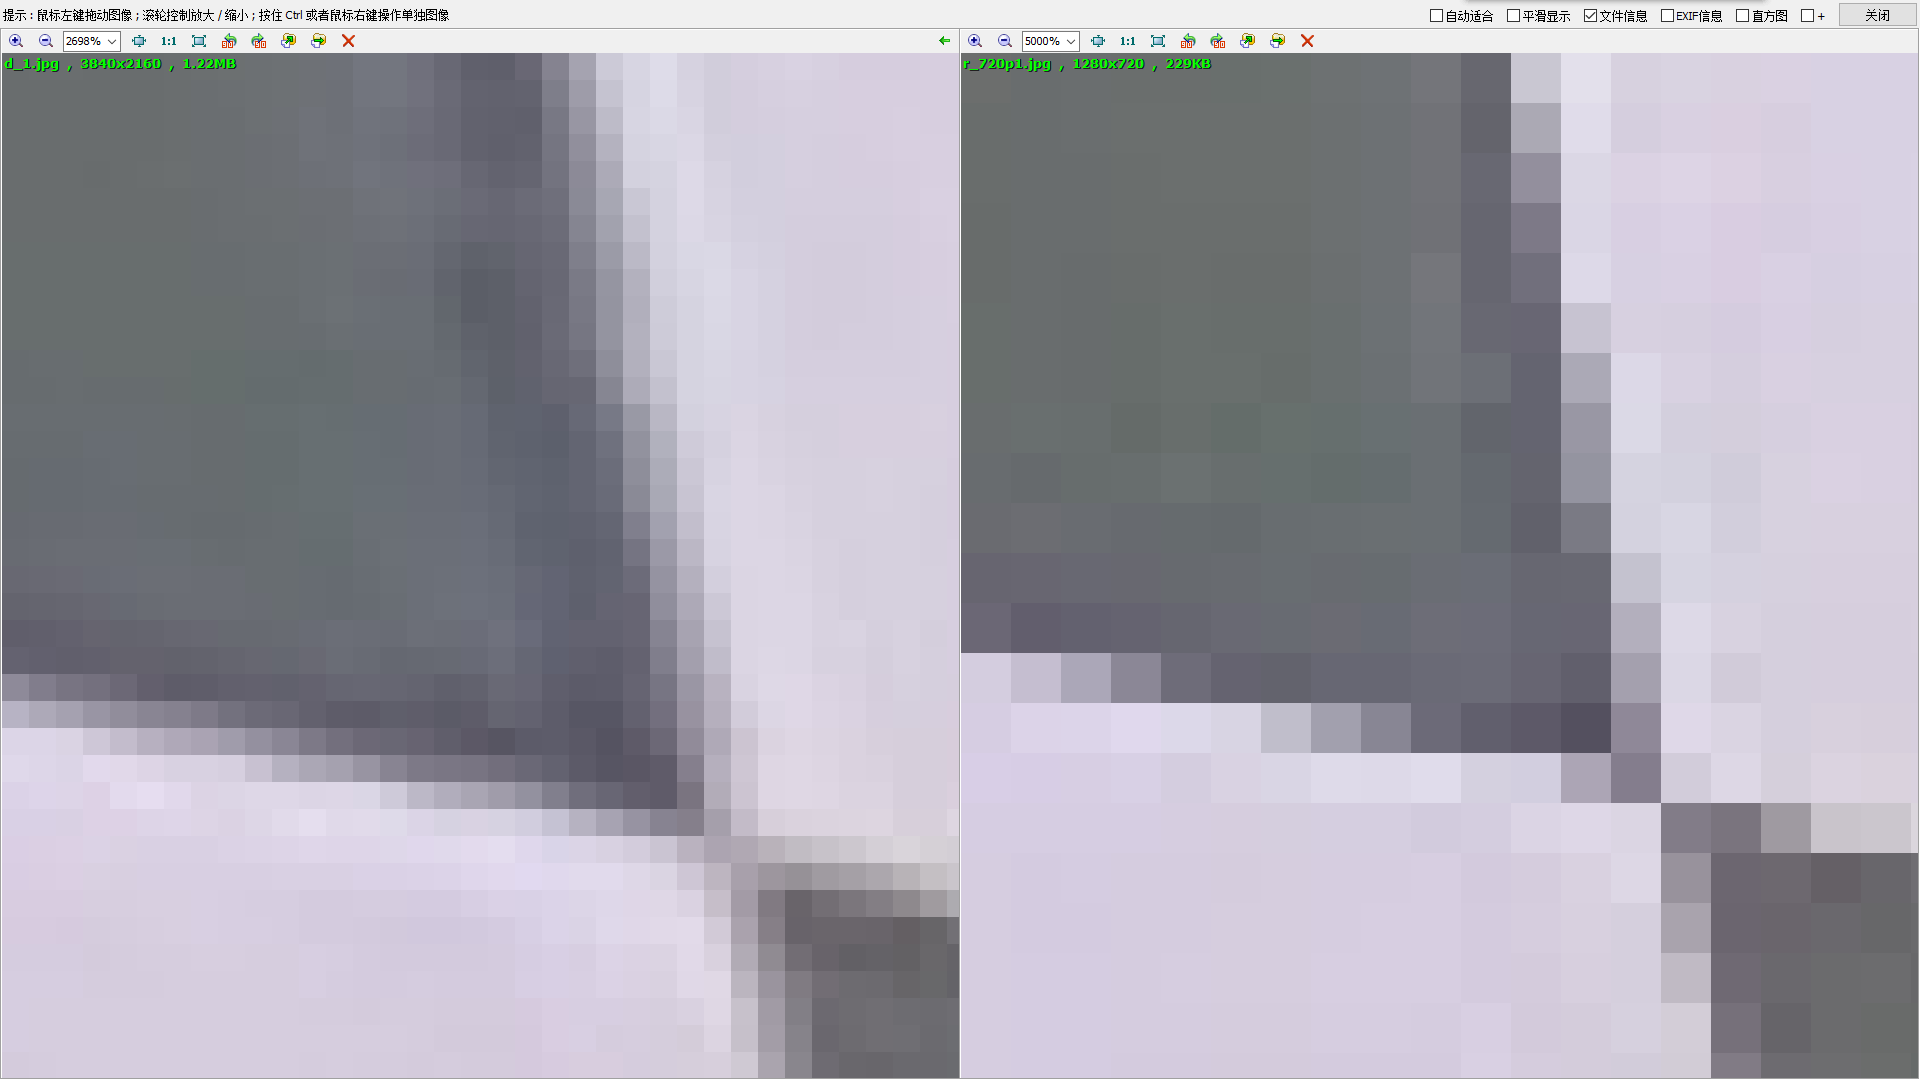 提示 : 鼠标左键拖动图像 ; 滚轮控制放大 / 缩小 ; 按住 Ctrl 或者鼠标右键操作单独图像
自动适合 平滑显示 文件信息 EXIF信息 直方图 + 关闭
2698% 1:1
5000% 1:1
d_1.jpg , 3840x2160 , 1.22MB
r_720p1.jpg , 1280x720 , 229KB